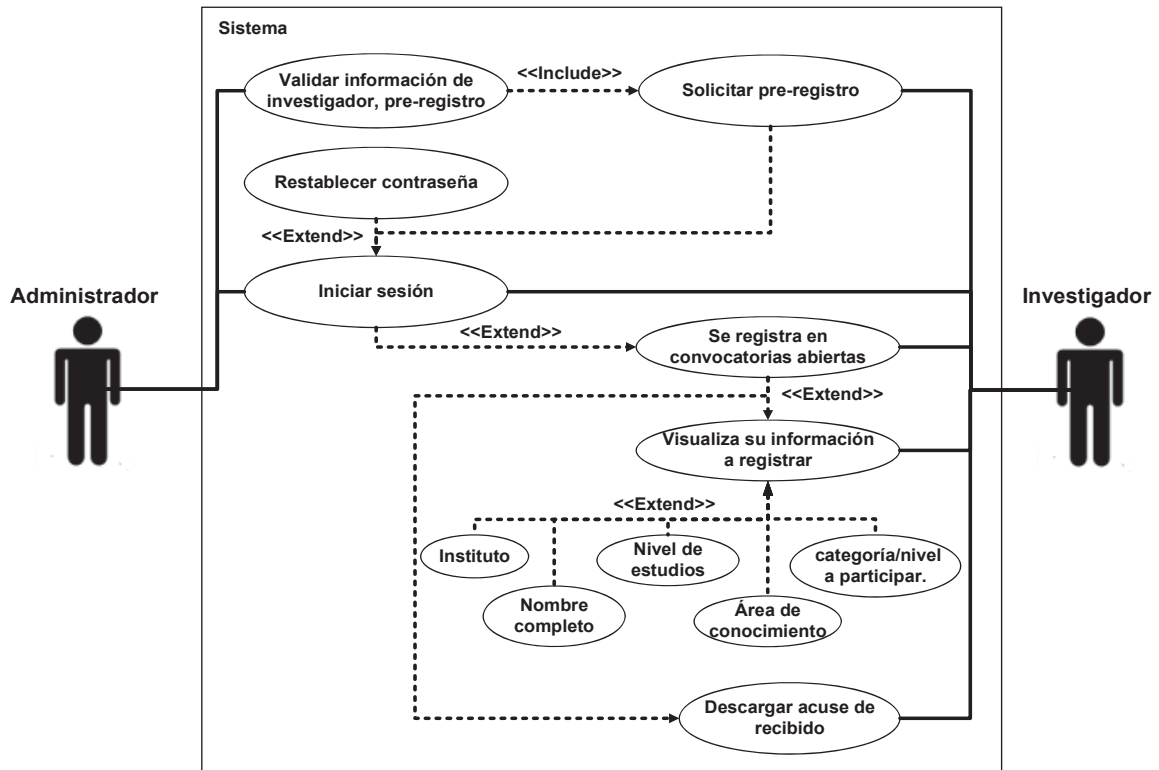 Sistema
Validar información de
investigador, pre-registro
<<Include>>
Solicitar pre-registro
Restablecer contraseña
<<Extend>>
Administrador
Iniciar sesión
Investigador
<<Extend>>
Se registra en
convocatorias abiertas
<<Extend>>
Visualiza su información
a registrar
<<Extend>>
Instituto
Nivel de
estudios
categoría/nivel
a participar.
Nombre
completo
Área de
conocimiento
Descargar acuse de
recibido